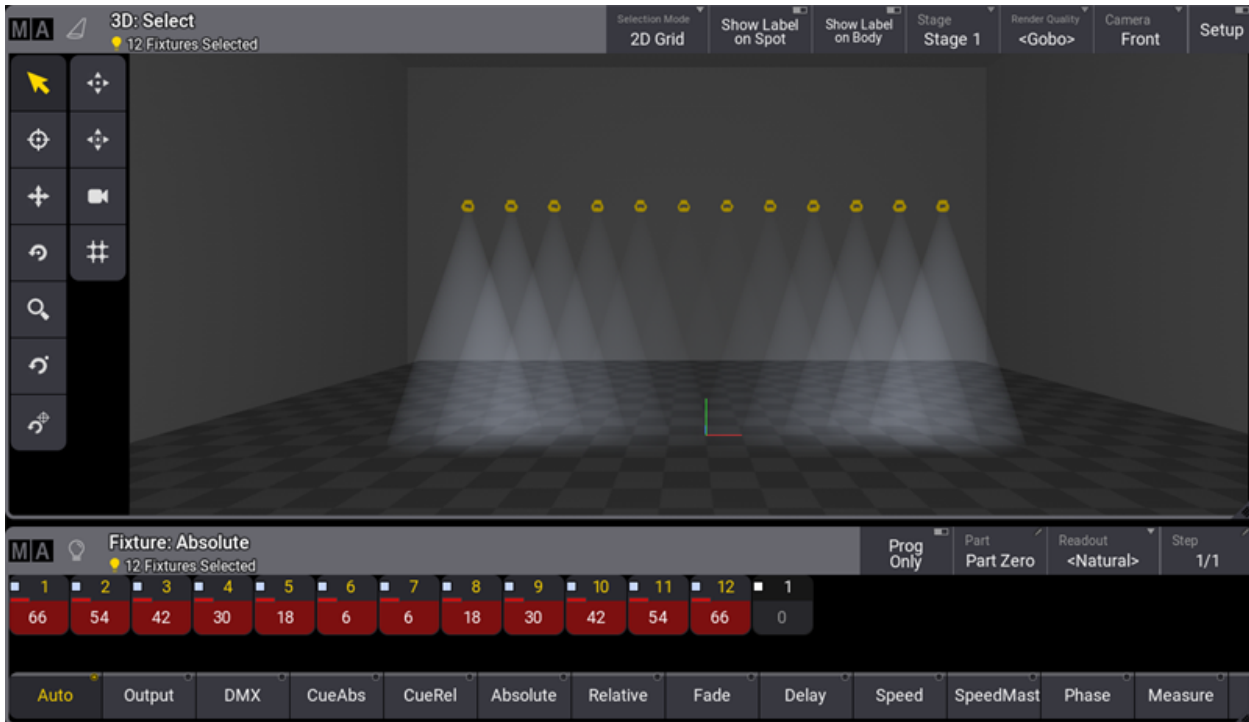 MA
3D: Select
12 Fixtures Selected
Selection Mode
2D Grid
Show Label
on Spot
Show Label
on Body
Stage
Stage 1
Render Quality
<Gobo>
Camera
Front
Setup
MA
Fixture: Absolute
12 Fixtures Selected
Prog
Only
Part
Part Zero
Readout
<Natural>
Step
1/1
1 2 3 4 5 6 7 8 9 10 11 12 1
66 54 42 30 18 6 6 18 30 42 54 66 0
Auto Output DMX CueAbs CueRel Absolute Relative Fade Delay Speed SpeedMast Phase Measure